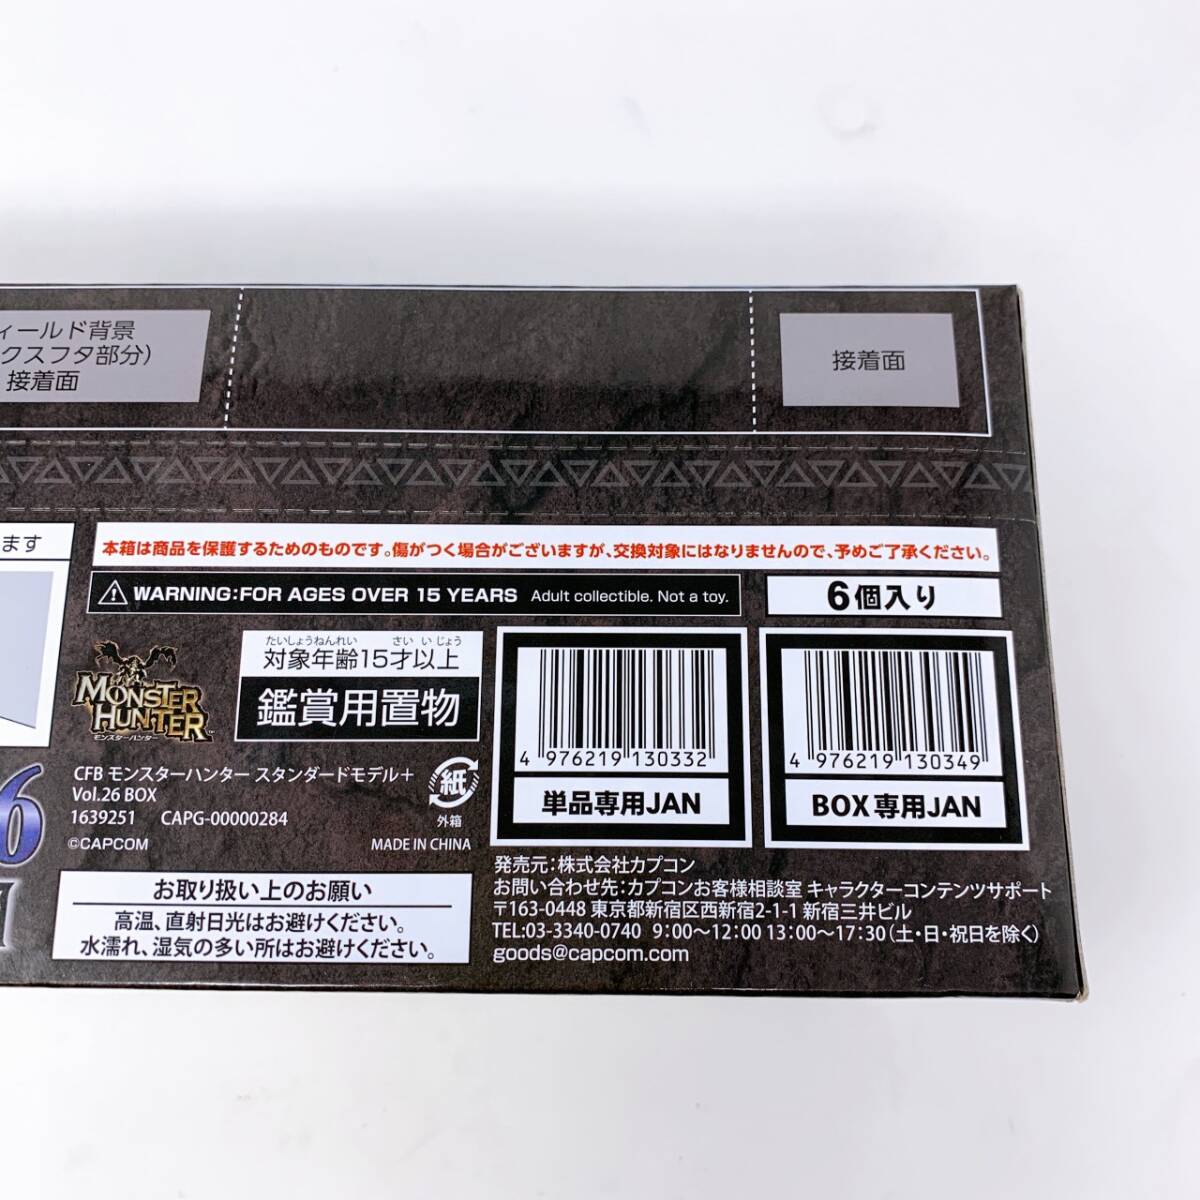 ィールド背景
クスフタ部分)
接着面
接着面
ます
本箱は商品を保護するためのものです。傷がつく場合がございますが、交換対象にはなりませんので、予めご了承ください。
WARNING:FOR AGES OVER 15 YEARS Adult collectible. Not a toy.
6個入り
MONSTER HUNTER
モンスターハンター
たいしょうねんれい さい いじょう
対象年齢15才以上
鑑賞用置物
4 976219 130332
単品専用JAN
4 976219 130349
BOX専用JAN
CFB モンスターハンター スタンダードモデル+
Vol.26 BOX
1639251 CAPG-00000284
©CAPCOM
紙
外箱
MADE IN CHINA
6
お取り扱い上のお願い
高温、直射日光はお避けください。
水濡れ、湿気の多い所はお避けください。
発売元:株式会社カプコン
お問い合わせ先:カプコンお客様相談室 キャラクターコンテンツサポート
〒163-0448 東京都新宿区西新宿2-1-1 新宿三井ビル
TEL:03-3340-0740 9:00〜12:00 13:00〜17:30(土・日・祝日を除く)
goods@capcom.com